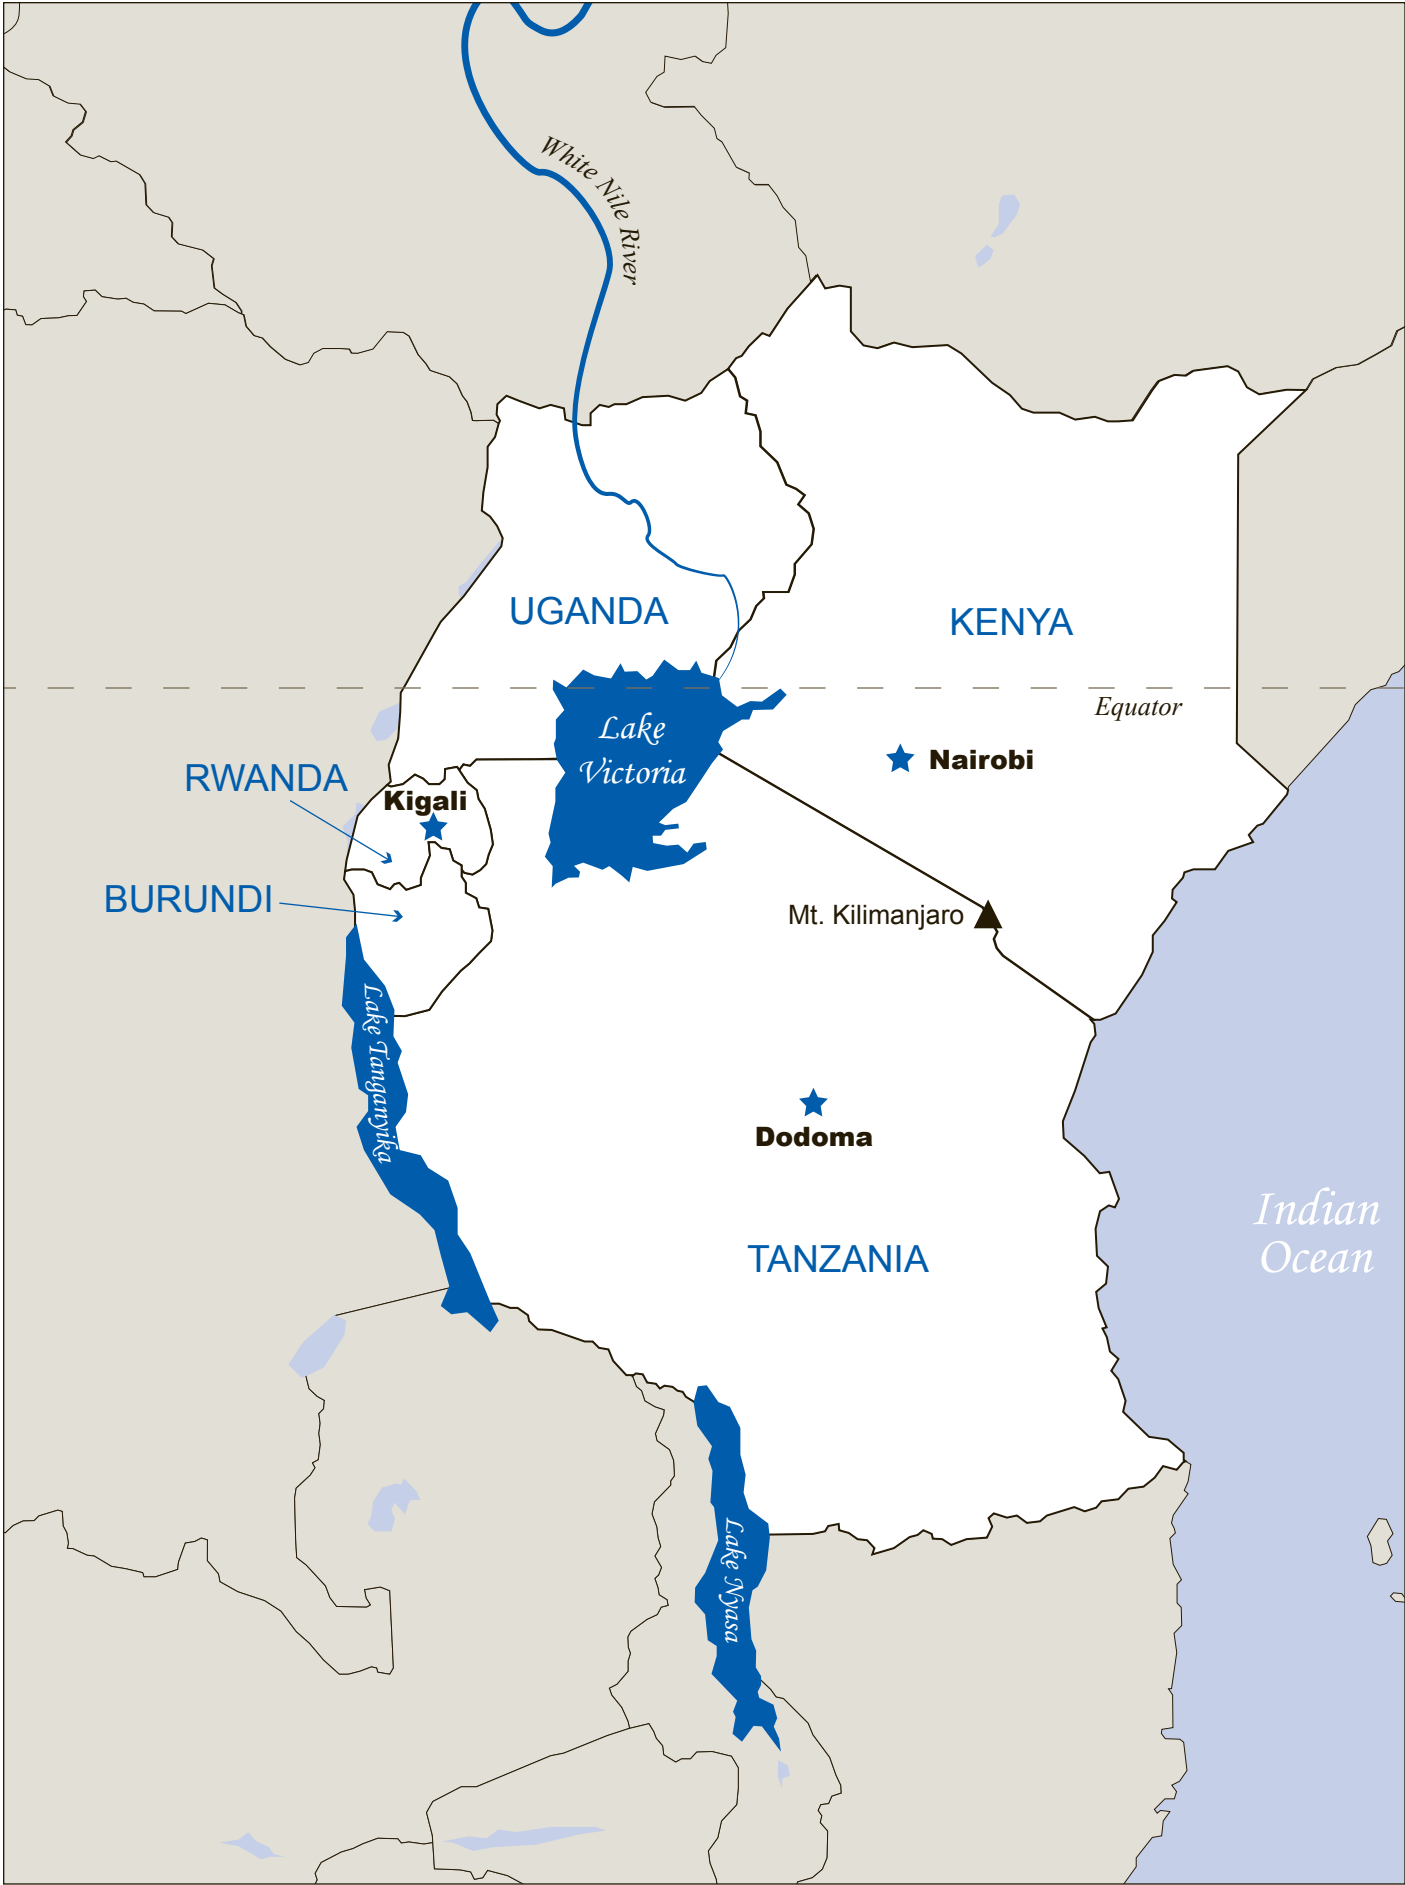 White Nile River
UGANDA
KENYA
Equator
Lake
Victoria
Nairobi
RWANDA
Kigali
BURUNDI
Mt. Kilimanjaro
Lake Tanganyika
Dodoma
Indian
Ocean
TANZANIA
Lake Nyasa